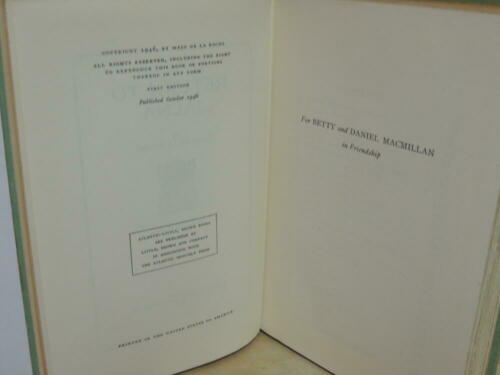 COPYRIGHT 1946, BY MAZO DE LA ROCHE
ALL RIGHTS RESERVED, INCLUDING THE RIGHT
TO REPRODUCE THIS BOOK OR PORTIONS
THEREOF IN ANY FORM
FIRST EDITION
Published October 1946
ATLANTIC–LITTLE, BROWN BOOKS
ARE PUBLISHED BY
LITTLE, BROWN AND COMPANY
IN ASSOCIATION WITH
THE ATLANTIC MONTHLY PRESS
PRINTED IN THE UNITED STATES OF AMERICA
For BETTY and DANIEL MACMILLAN
in Friendship